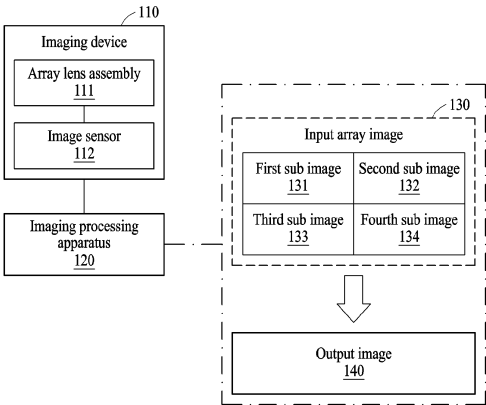 110
Imaging device
Array lens assembly
111
Image sensor
112
Imaging processing
apparatus
120
130
Input array image
First sub image
131
Second sub image
132
Third sub image
133
Fourth sub image
134
Output image
140